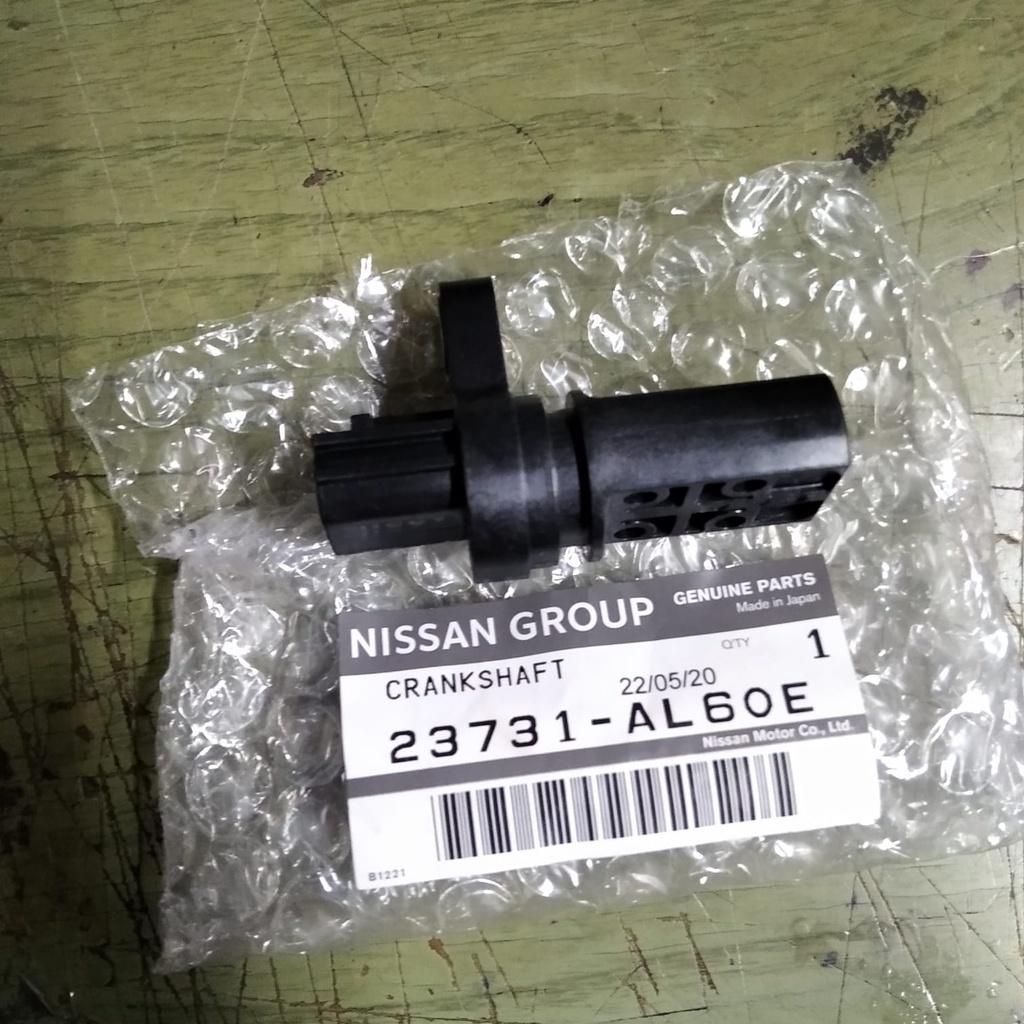 NISSAN GROUP GENUINE PARTS
Made in Japan
CRANKSHAFT Q'TY 1
22/05/20
23731-AL60E
Nissan Motor Co., Ltd.
B1221